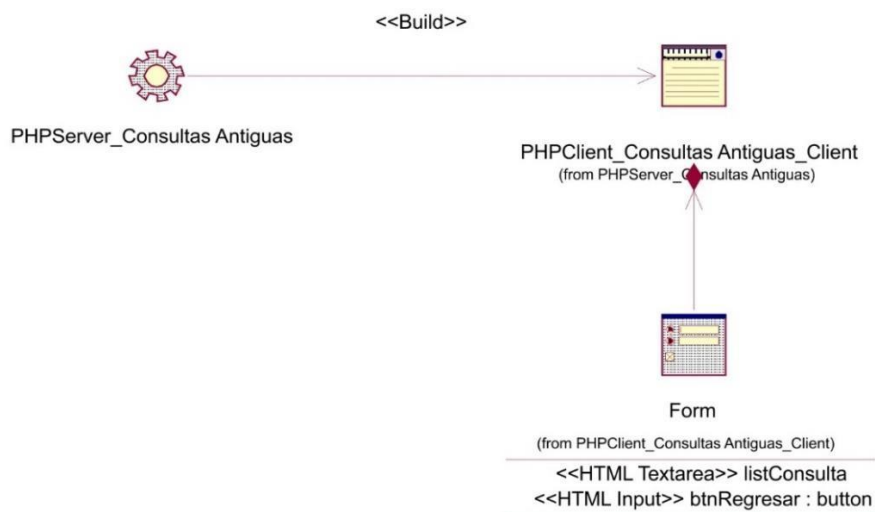 <<Build>>
PHPServer_Consultas Antiguas
PHPClient_Consultas Antiguas_Client
(from PHPServer_Consultas Antiguas)
Form
(from PHPClient_Consultas Antiguas_Client)
<<HTML Textarea>> listConsulta
<<HTML Input>> btnRegresar : button